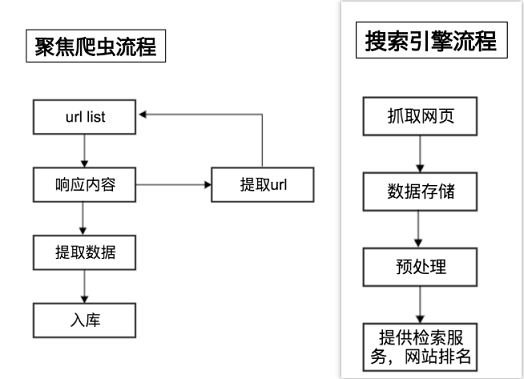 聚焦爬虫流程
url list
响应内容
提取url
提取数据
入库
搜索引擎流程
抓取网页
数据存储
预处理
提供检索服
务，网站排名